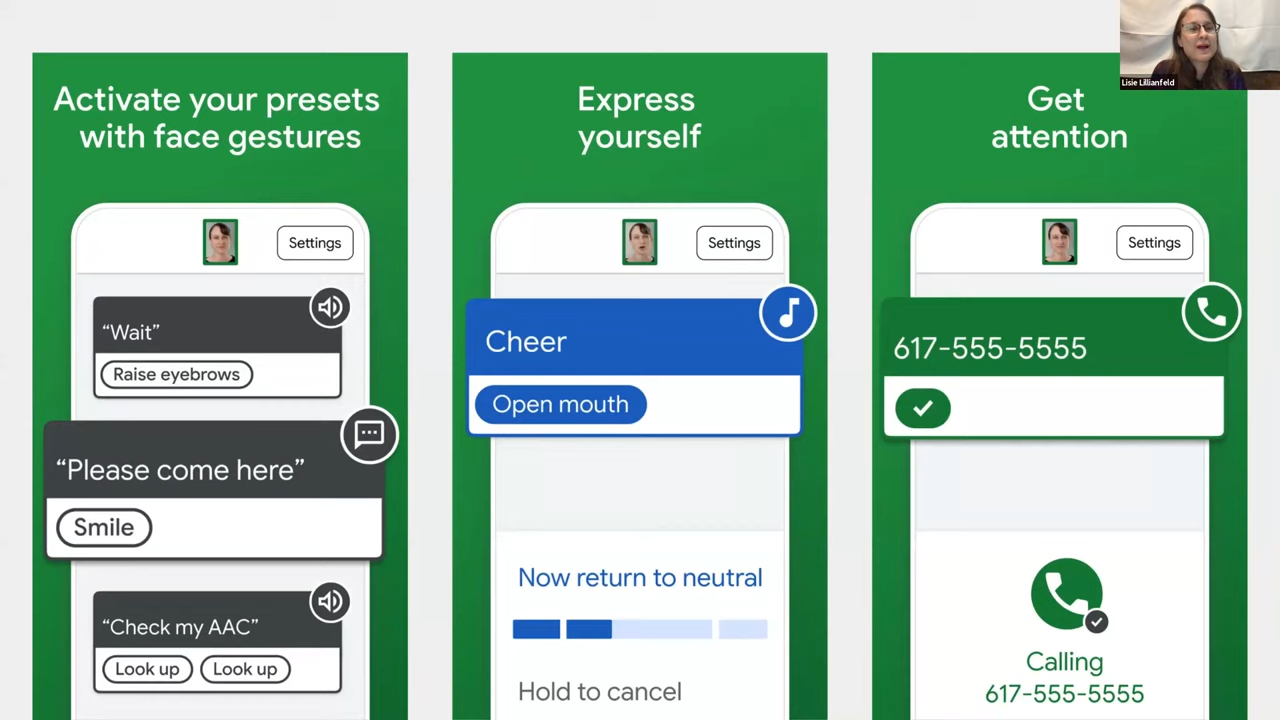 Activate your presets
with face gestures
Settings
“Wait”
Raise eyebrows
“Please come here”
Smile
“Check my AAC”
Look up Look up
Express
yourself
Settings
Cheer
Open mouth
Now return to neutral
Hold to cancel
Get
attention
Settings
617-555-5555
Calling
617-555-5555
Lisie Lillianfeld